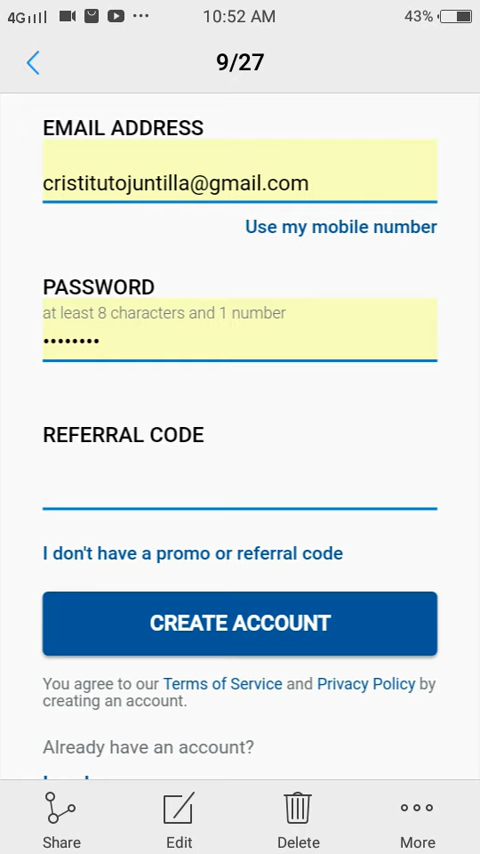 4G 10:52 AM 43%
9/27
EMAIL ADDRESS
cristitutojuntilla@gmail.com
Use my mobile number
PASSWORD
at least 8 characters and 1 number
••••••••
REFERRAL CODE
I don't have a promo or referral code
CREATE ACCOUNT
You agree to our Terms of Service and Privacy Policy by
creating an account.
Already have an account?
Share Edit Delete More